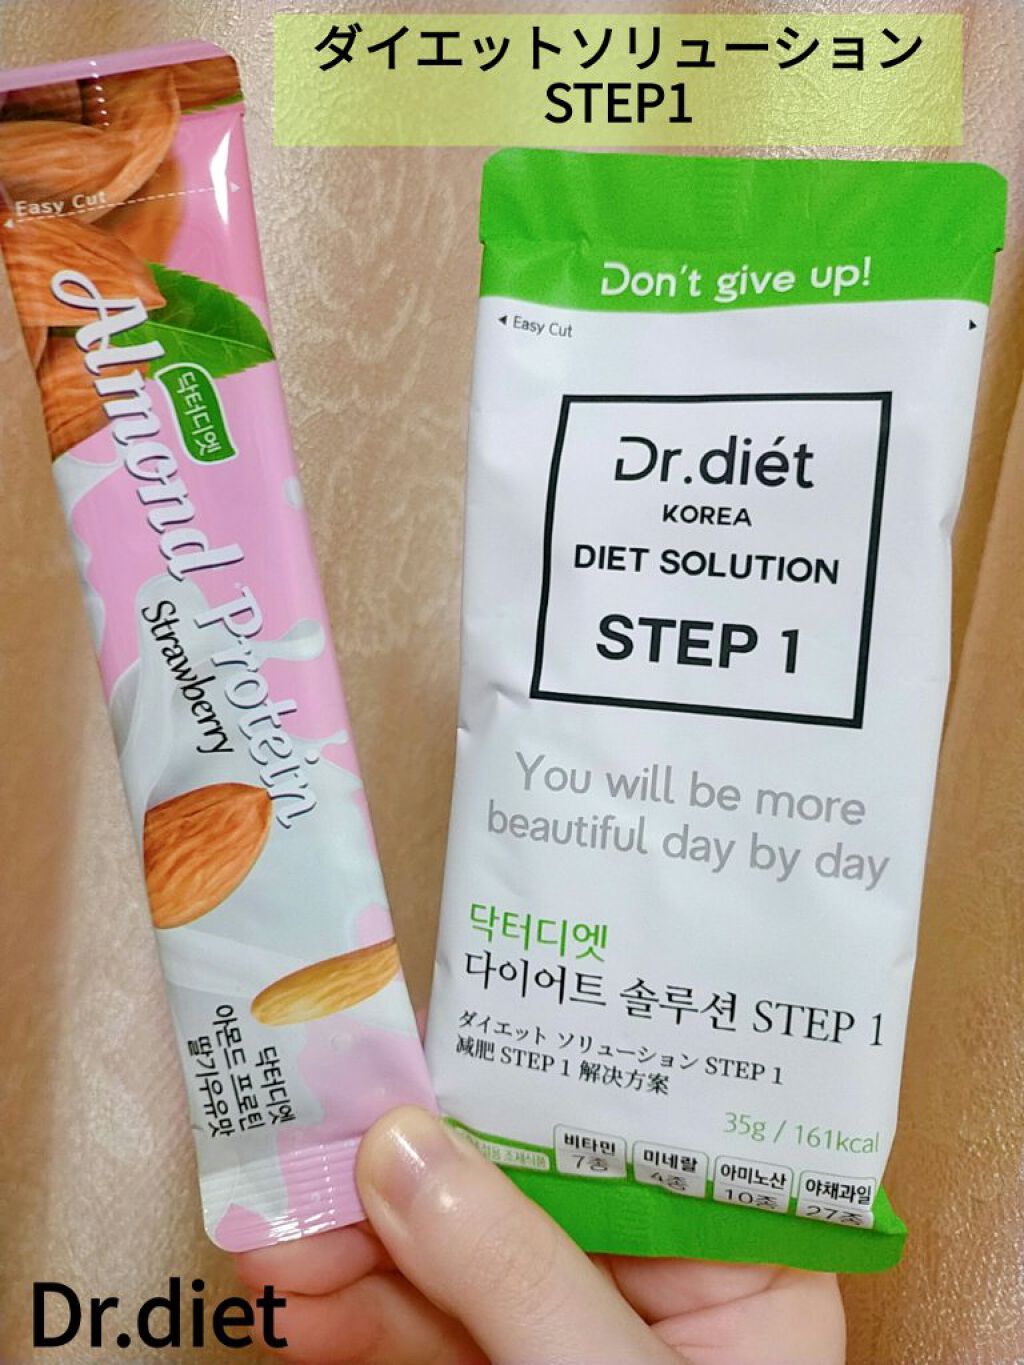 ダイエットソリューション
STEP1
Easy Cut
Almond Protein
Strawberry
닥터디엣
닥터디엣
아몬드 프로틴
딸기우유맛
Don't give up!
Easy Cut
Dr.diét
KOREA
DIET SOLUTION
STEP 1
You will be more
beautiful day by day
닥터디엣
다이어트 솔루션 STEP 1
ダイエット ソリューション STEP 1
减肥 STEP 1 解决方案
35g / 161kcal
조제식품
비타민
7종
미네랄
4종
아미노산
10종
야채과일
27종
Dr.diet